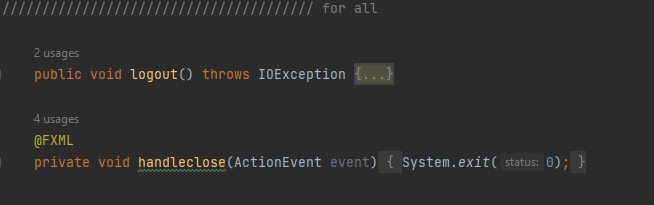 /////////////////////////////////////// for all
2 usages
public void logout() throws IOException {...}
4 usages
@FXML
private void handleclose(ActionEvent event) { System.exit( status: 0); }